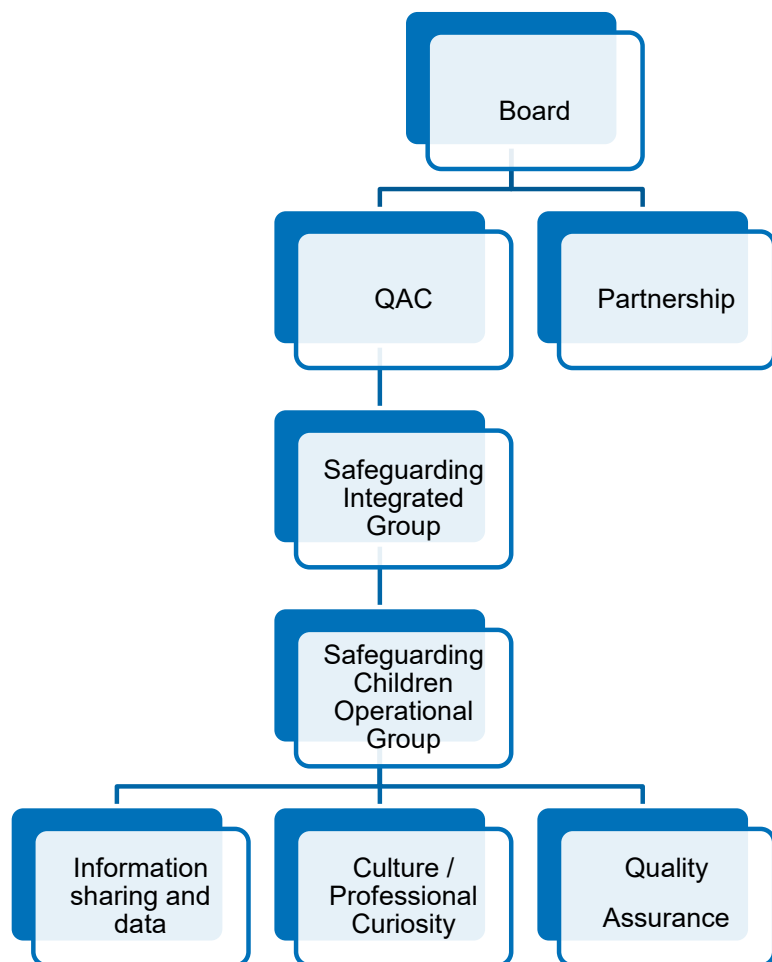 Board
QAC
Partnership
Safeguarding
Integrated
Group
Safeguarding
Children
Operational
Group
Information
sharing and
data
Culture /
Professional
Curiosity
Quality
Assurance